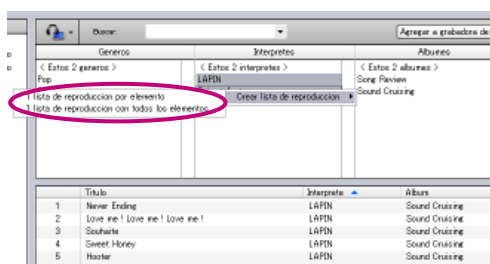 Buscar:
Agregar a grabadora de
Generos Interpretes Albumes
< Estos 2 generos > < Estos 2 interpretes > < Estos 2 albumes >
Pop LAPIN Song Review
1 lista de reproduccion por elemento Crear lista de reproduccion Sound Cruising
1 lista de reproduccion con todos los elementos
Titulo Interprete Album
1 Never Ending LAPIN Sound Cruising
2 Love me ! Love me ! Love me ! LAPIN Sound Cruising
3 Souhaite LAPIN Sound Cruising
4 Sweet Honey LAPIN Sound Cruising
5 Hooter LAPIN Sound Cruising